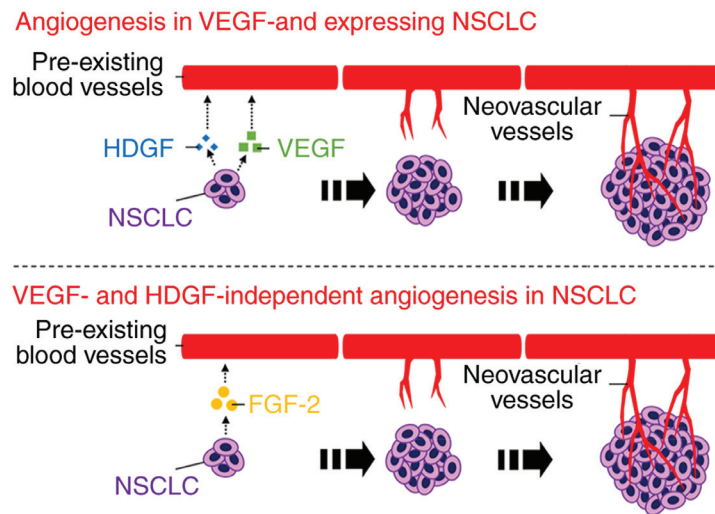 Angiogenesis in VEGF-and expressing NSCLC
Pre-existing
blood vessels
Neovascular
vessels
HDGF
VEGF
NSCLC
VEGF- and HDGF-independent angiogenesis in NSCLC
Pre-existing
blood vessels
Neovascular
vessels
FGF-2
NSCLC